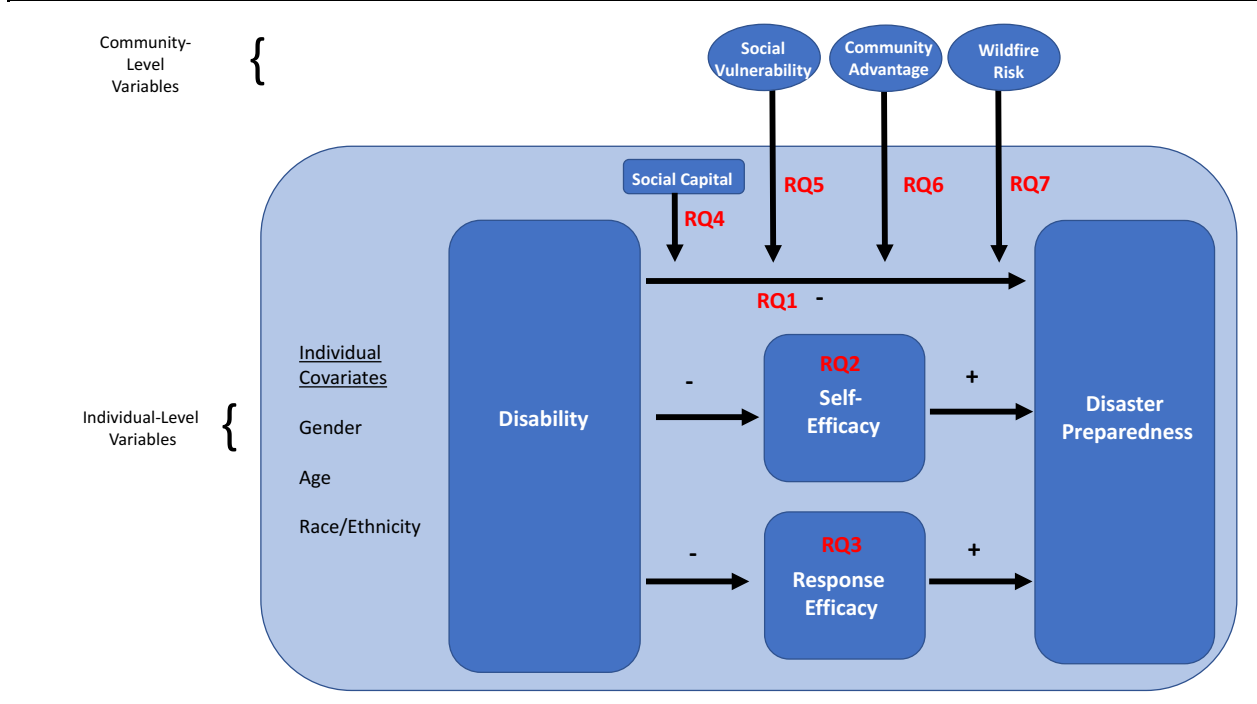 Community-
Level
Variables
{
Social
Vulnerability
Community
Advantage
Wildfire
Risk
Social Capital
RQ5
RQ6
RQ7
RQ4
RQ1 -
Individual
Covariates
Gender
Age
Race/Ethnicity
Individual-Level
Variables
{
Disability
-
RQ2
Self-
Efficacy
+
-
RQ3
Response
Efficacy
+
Disaster
Preparedness